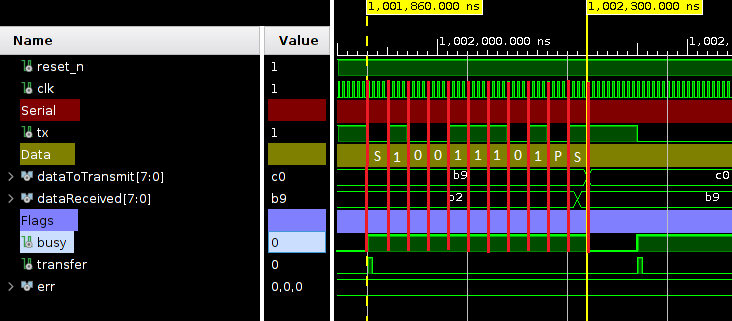 1,001,860.000 ns 1,002,300.000 ns
Name Value 1,002,000.000 ns 1,002,
reset_n 1
clk 1
Serial
tx 1
Data S 1 0 0 1 1 1 0 1 P S
dataToTransmit[7:0] c0 b9 c0
dataReceived[7:0] b9 b2 b9
Flags
busy 0
transfer 0
err 0,0,0